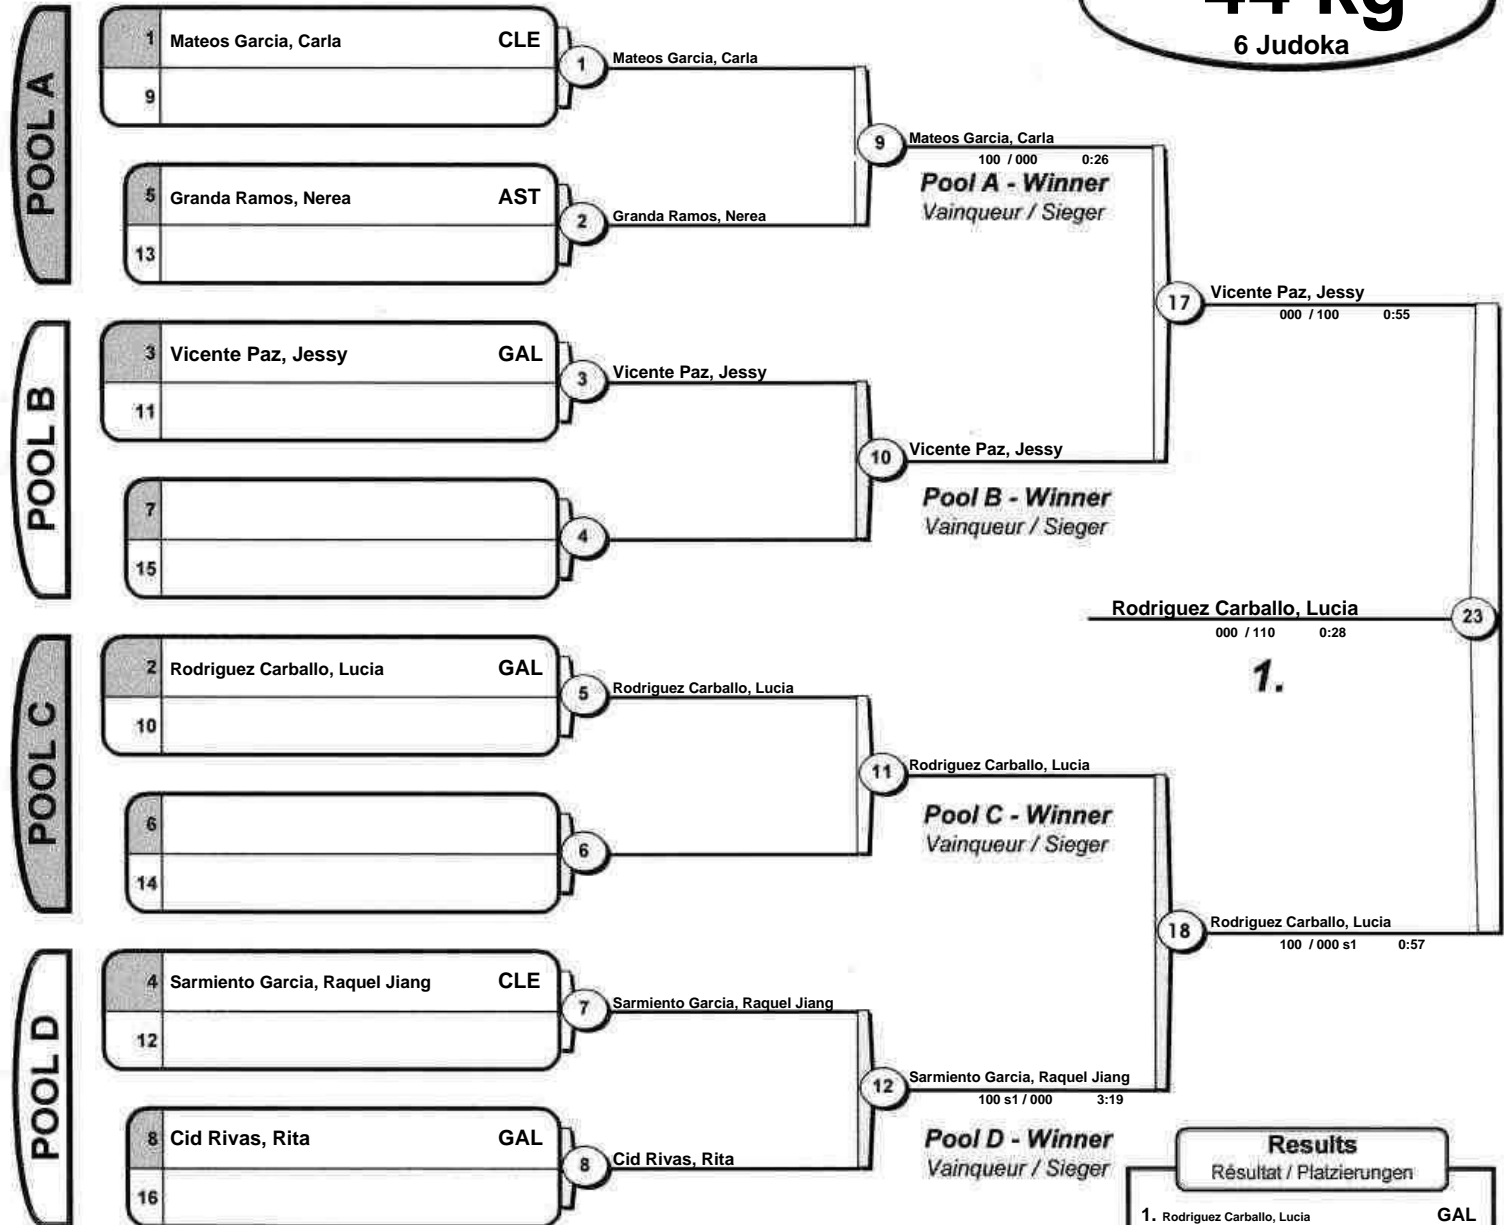 44 kg
6 Judoka
POOL A
1 Mateos Garcia, Carla CLE
9
1
Mateos Garcia, Carla
5 Granda Ramos, Nerea AST
13
2
Granda Ramos, Nerea
9
Mateos Garcia, Carla
100 / 000 0:26
Pool A - Winner
Vainqueur / Sieger
POOL B
3 Vicente Paz, Jessy GAL
11
3
Vicente Paz, Jessy
7
15
4
10
Vicente Paz, Jessy
Pool B - Winner
Vainqueur / Sieger
17
Vicente Paz, Jessy
000 / 100 0:55
POOL C
2 Rodriguez Carballo, Lucia GAL
10
5
Rodriguez Carballo, Lucia
6
14
6
11
Rodriguez Carballo, Lucia
Pool C - Winner
Vainqueur / Sieger
POOL D
4 Sarmiento Garcia, Raquel Jiang CLE
12
7
Sarmiento Garcia, Raquel Jiang
8 Cid Rivas, Rita GAL
16
8
Cid Rivas, Rita
12
Sarmiento Garcia, Raquel Jiang
100 s1 / 000 3:19
Pool D - Winner
Vainqueur / Sieger
18
Rodriguez Carballo, Lucia
100 / 000 s1 0:57
23
Rodriguez Carballo, Lucia
000 / 110 0:28
1.
Results
Résultat / Platzierungen
1. Rodriguez Carballo, Lucia GAL